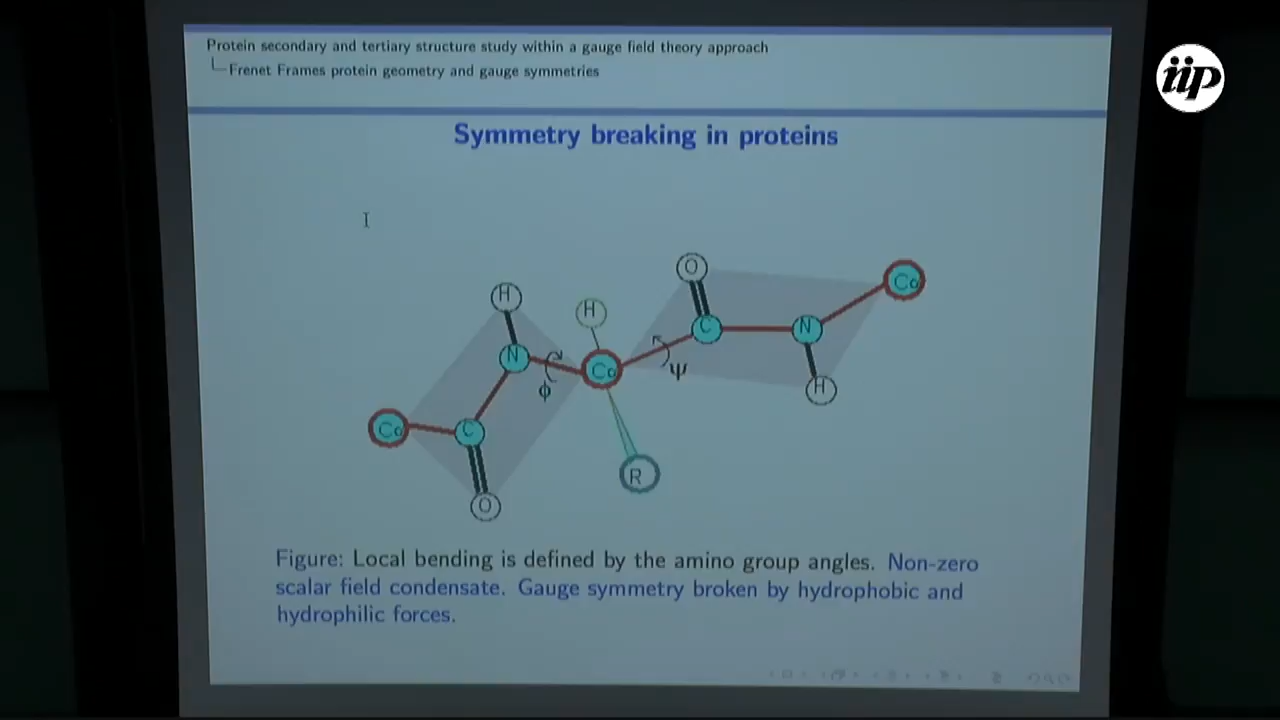 iip
Protein secondary and tertiary structure study within a gauge field theory approach
Frenet Frames protein geometry and gauge symmetries
Symmetry breaking in proteins
O
Cα
H
H
C
N
N
Cα
Ψ
ϕ
H
Cα
C
R
O
Figure: Local bending is defined by the amino group angles. Non-zero
scalar field condensate. Gauge symmetry broken by hydrophobic and
hydrophilic forces.